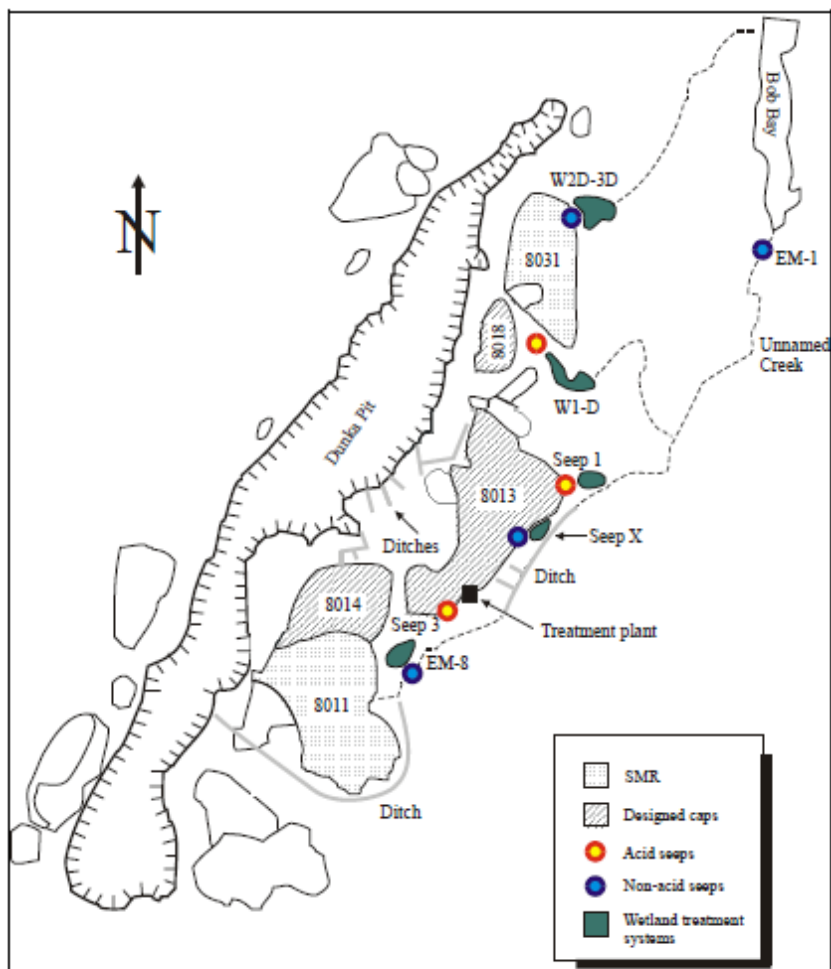 Bob Bay
N
W2D-3D
8031
EM-1
8018
Unnamed
Creek
W1-D
Dunka Pit
Seep 1
8013
Seep X
Ditches
Ditch
8014
Seep 3
Treatment plant
EM-8
8011
Ditch
SMR
Designed caps
Acid seeps
Non-acid seeps
Wetland treatment
systems